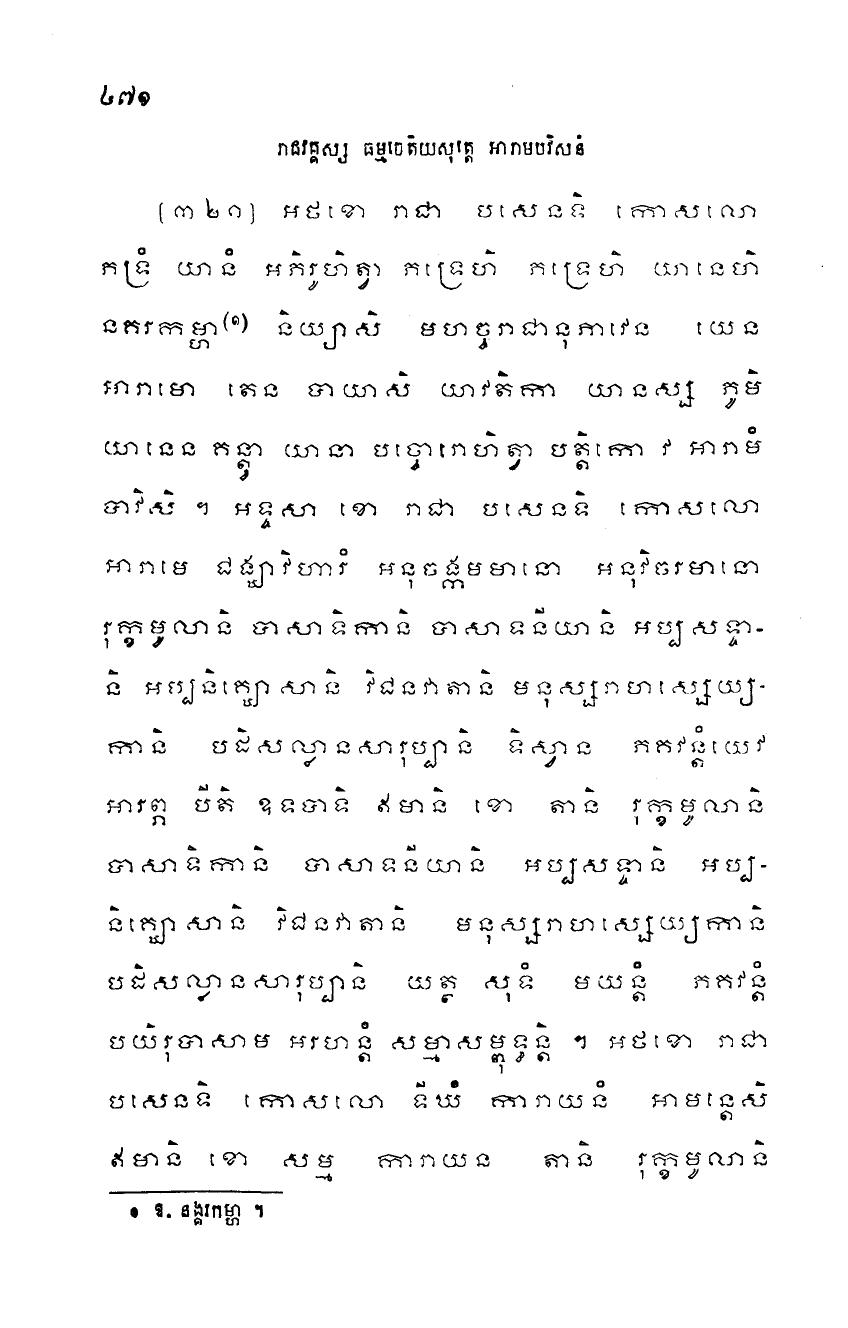 ៤៧១
រាជវគ្គស្ស ធម្មចេតិយសុត្តេ អារាមបវិសនំ
(៣២១) អថខោ រាជា បសេនទិ កោសលោ
ភទ្រំ យានំ អភិរូហិត្វា ភទ្រេហិ ភទ្រេហិ យានេហិ
នគរកម្ហា(១) និយ្យាសិ មហច្ចរាជានុភាវេន យេន
អារាមោ តេន បាយាសិ យាវតិកា យានស្ស ភូមិ
យានេន គន្ត្វា យានា បច្ចោរោហិត្វា បត្តិកោ វ អារាមំ
បាវិសិ ។ អទ្ទសា ខោ រាជា បសេនទិ កោសលោ
អារាមេ ជង្ឃាវិហារំ អនុចង្កមមានោ អនុវិចរមានោ
រុក្ខមូលានិ បាសាទិកានិ បាសាទនីយានិ អប្បសទ្ទា-
និ អប្បនិគ្ឃោសានិ វិជនវាតានិ មនុស្សរាហស្សេយ្យ-
កានិ បដិសល្លានសារុប្បានិ ទិស្វាន ភគវន្តំយេវ
អារព្ភ បីតិ ឧទបាទិ ឥមានិ ខោ តានិ រុក្ខមូលានិ
បាសាទិកានិ បាសាទនីយានិ អប្បសទ្ទានិ អប្ប-
និគ្ឃោសានិ វិជនវាតានិ មនុស្សរាហស្សេយ្យកានិ
បដិសល្លានសារុប្បានិ យត្ថ សុទំ មយន្តំ ភគវន្តំ
បយិរុបាសាម អរហន្តំ សម្មាសម្ពុទ្ធន្តិ ។ អថខោ រាជា
បសេនទិ កោសលោ ទីឃំ ការាយនំ អាមន្តេសិ
ឥមានិ ខោ សម្ម ការាយន តានិ រុក្ខមូលានិ
១ ឱ. នង្គរកម្ហា ។